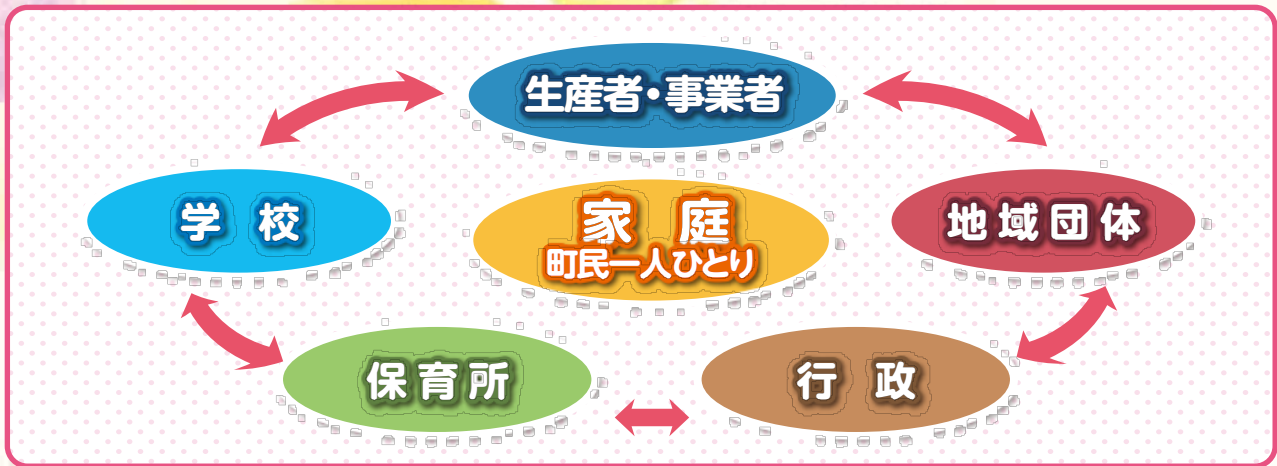 生産者・事業者
学校
家庭
町民一人ひとり
地域団体
保育所
行政